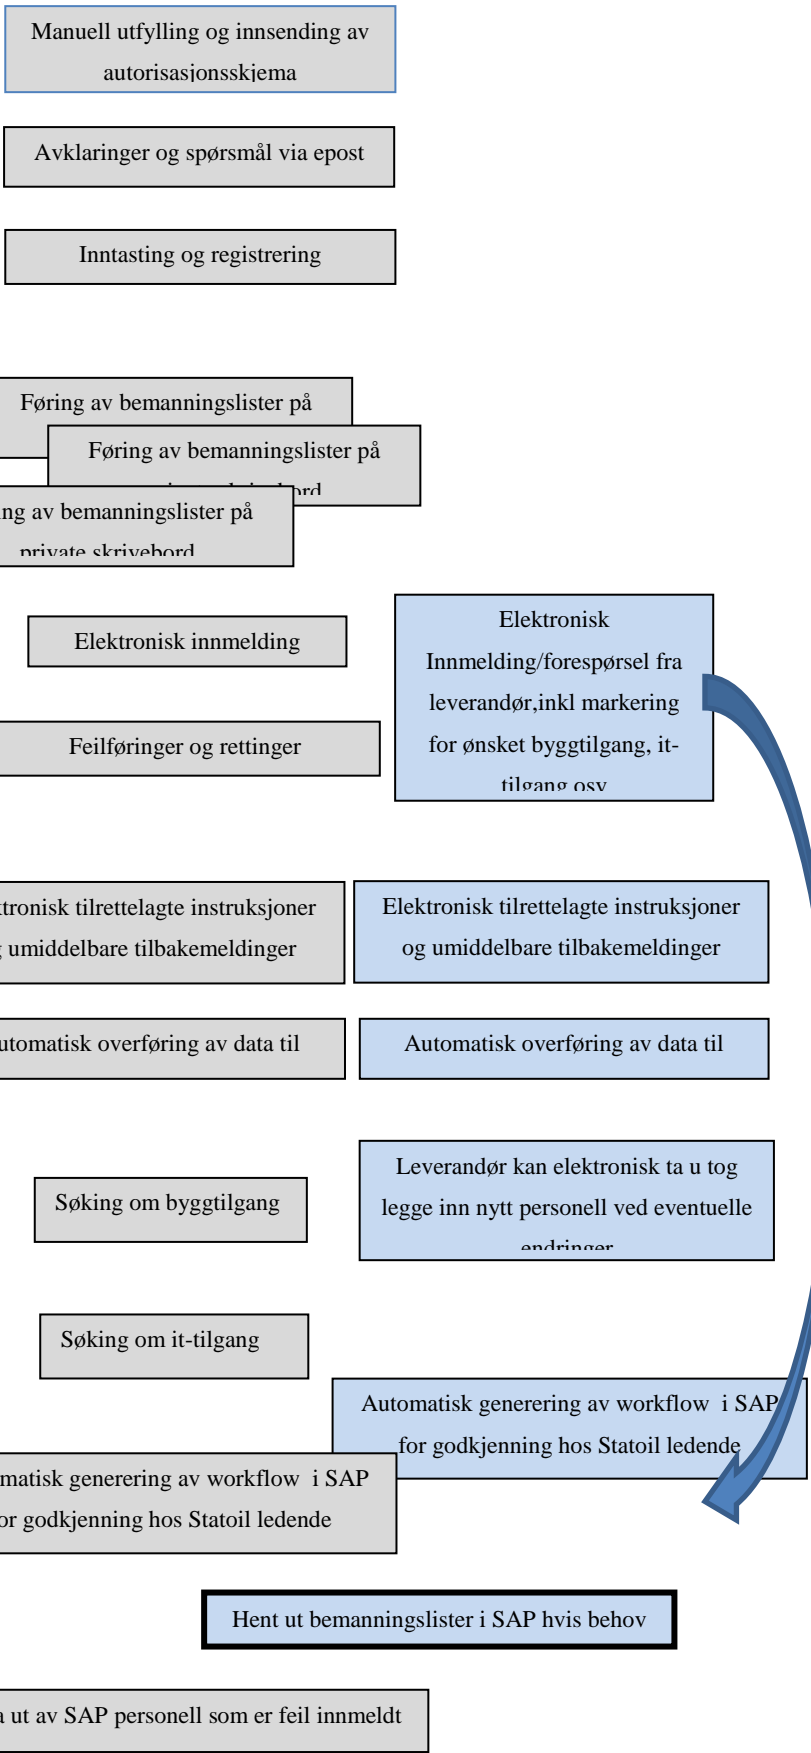 Manuell utfylling og innsending av
autorisasjonsskjema
Avklaringer og spørsmål via epost
Inntasting og registrering
Føring av bemanningslister på
Føring av bemanningslister på
ng av bemanningslister på
private skrivebord
Elektronisk innmelding
Feilføringer og rettinger
Elektronisk
Innmelding/forespørsel fra
leverandør,inkl markering
for ønsket byggtilgang, it-
tilgang osv
tronisk tilrettelagte instruksjoner
umiddelbare tilbakemeldinger
Elektronisk tilrettelagte instruksjoner
og umiddelbare tilbakemeldinger
utomatisk overføring av data til
Automatisk overføring av data til
Søking om byggtilgang
Leverandør kan elektronisk ta u tog
legge inn nytt personell ved eventuelle
endringer
Søking om it-tilgang
Automatisk generering av workflow i SAP
for godkjenning hos Statoil ledende
matisk generering av workflow i SAP
or godkjenning hos Statoil ledende
Hent ut bemanningslister i SAP hvis behov
a ut av SAP personell som er feil innmeldt